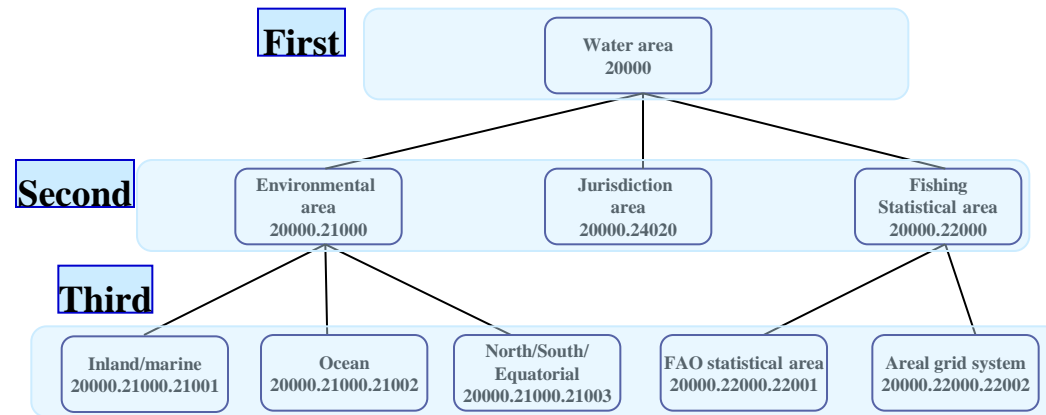 First
Water area
20000
Second
Environmental
area
20000.21000
Jurisdiction
area
20000.24020
Fishing
Statistical area
20000.22000
Third
Inland/marine
20000.21000.21001
Ocean
20000.21000.21002
North/South/
Equatorial
20000.21000.21003
FAO statistical area
20000.22000.22001
Areal grid system
20000.22000.22002